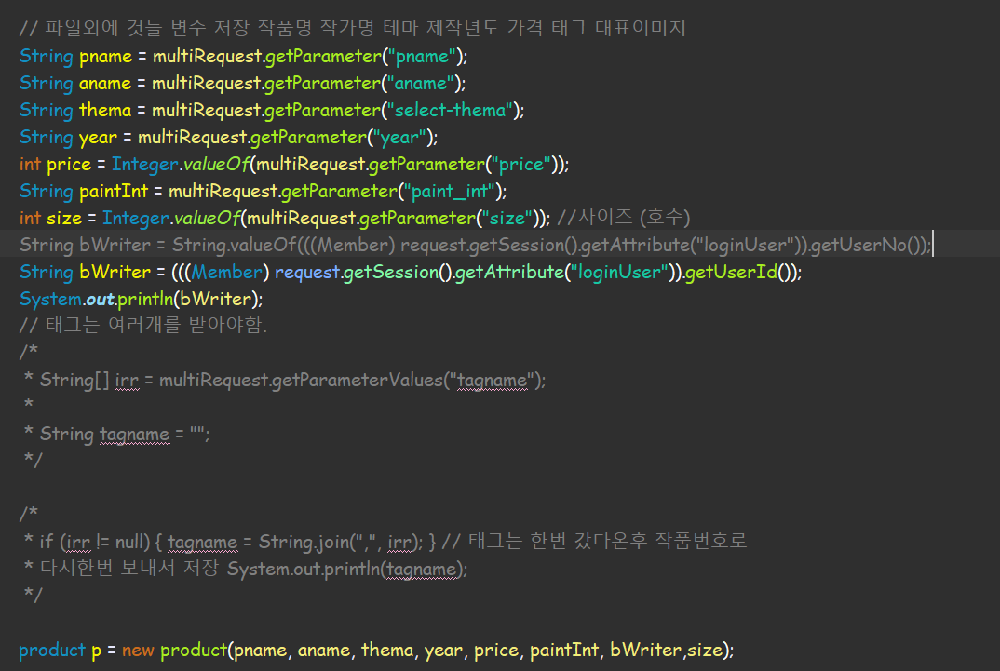 // 파일외에 것들 변수 저장 작품명 작가명 테마 제작년도 가격 태그 대표이미지
String pname = multiRequest.getParameter("pname");
String aname = multiRequest.getParameter("aname");
String thema = multiRequest.getParameter("select-thema");
String year = multiRequest.getParameter("year");
int price = Integer.valueOf(multiRequest.getParameter("price"));
String paintInt = multiRequest.getParameter("paint_int");
int size = Integer.valueOf(multiRequest.getParameter("size")); //사이즈 (호수)
String bWriter = String.valueOf(((Member) request.getSession().getAttribute("loginUser")).getUserNo());
String bWriter = (((Member) request.getSession().getAttribute("loginUser")).getUserId());
System.out.println(bWriter);
// 태그는 여러개를 받아야함.
/*
* String[] irr = multiRequest.getParameterValues("tagname");
*
* String tagname = "";
*/
/*
* if (irr != null) { tagname = String.join(",", irr); } // 태그는 한번 갔다온후 작품번호로
* 다시한번 보내서 저장 System.out.println(tagname);
*/
product p = new product(pname, aname, thema, year, price, paintInt, bWriter,size);